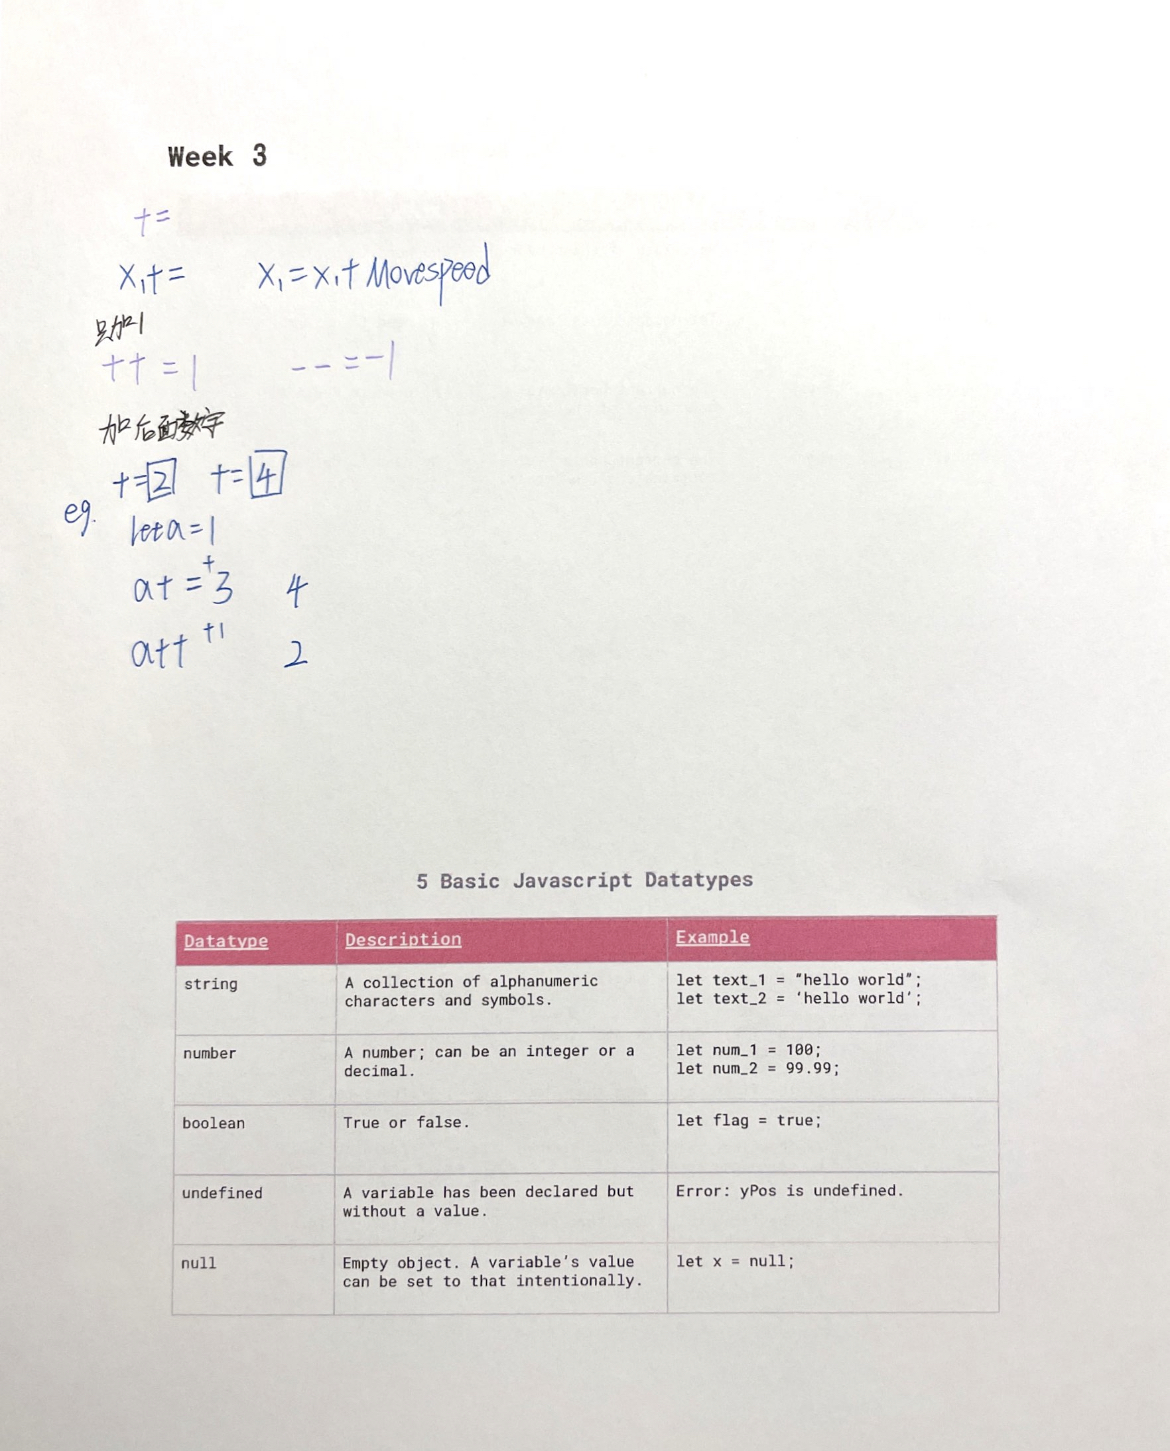 Week 3
+=
x₁+= x₁=x₁+Movespeed
只加1
++ =1 -- =-1
加后面数字
+=2 +=4
eg.
let a=1
a+=3 + 4
a++ +1 2
5 Basic Javascript Datatypes
Datatype Description Example
string A collection of alphanumeric let text_1 = "hello world";
characters and symbols. let text_2 = 'hello world';
number A number; can be an integer or a let num_1 = 100;
decimal. let num_2 = 99.99;
boolean True or false. let flag = true;
undefined A variable has been declared but Error: yPos is undefined.
without a value.
null Empty object. A variable's value let x = null;
can be set to that intentionally.